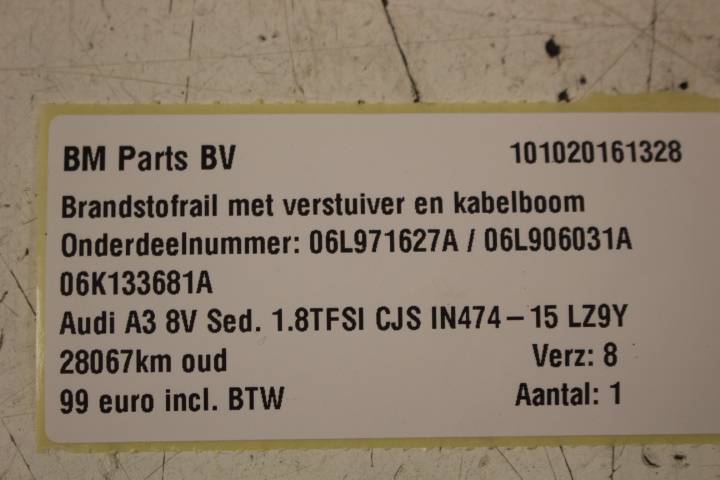 BM Parts BV 101020161328
Brandstofrail met verstuiver en kabelboom
Onderdeelnummer: 06L971627A / 06L906031A
06K133681A
Audi A3 8V Sed. 1.8TFSI CJS IN474-15 LZ9Y
28067km oud Verz: 8
99 euro incl. BTW Aantal: 1